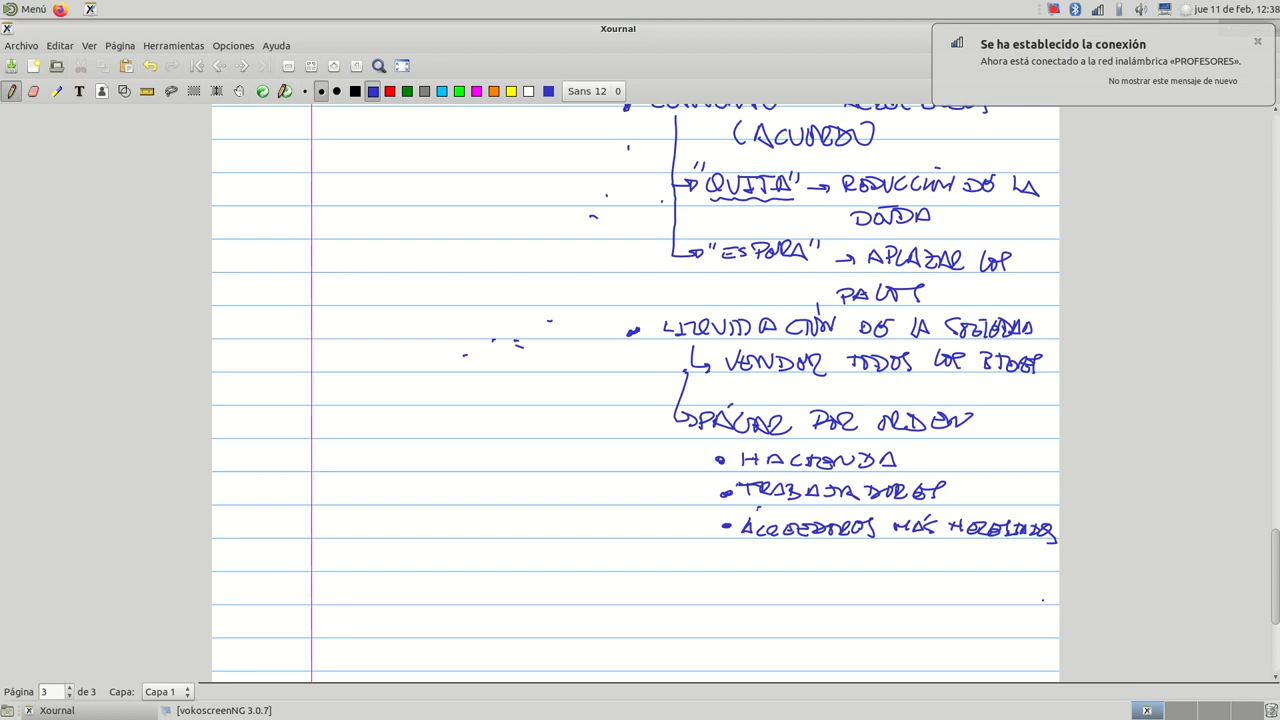 Menú
jue 11 de feb, 12:38
Xournal
Archivo Editar Ver Página Herramientas Opciones Ayuda
Se ha establecido la conexión
Ahora está conectado a la red inalámbrica «PROFESORES».
No mostrar este mensaje de nuevo
Sans 12 0
(ACUERDO)
"QUITA" → REDUCCIÓN DE LA
DEUDA
"ESPERA" → APLAZAR LOS
PAGOS
• LIQUIDACIÓN DE LA SOCIEDAD
↳ VENDER TODOS LOS BIENES
PAGAR POR ORDEN
• HACIENDA
• TRABAJADORES
• ACREEDORES MÁS
Página 3 de 3 Capa: Capa 1
Xournal [vokoscreenNG 3.0.7]